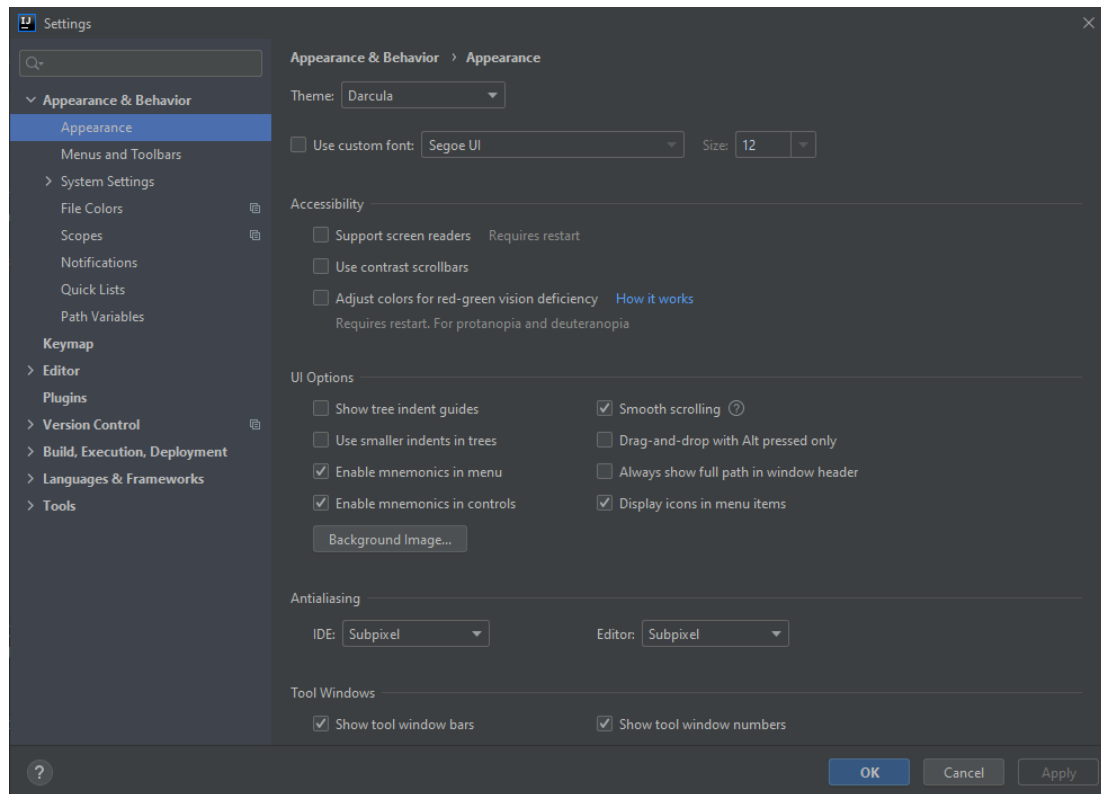 Settings
Appearance & Behavior
Appearance
Menus and Toolbars
System Settings
File Colors
Scopes
Notifications
Quick Lists
Path Variables
Keymap
Editor
Plugins
Version Control
Build, Execution, Deployment
Languages & Frameworks
Tools
Appearance & Behavior › Appearance
Theme: Darcula
Use custom font: Segoe UI Size: 12
Accessibility
Support screen readers Requires restart
Use contrast scrollbars
Adjust colors for red-green vision deficiency How it works
Requires restart. For protanopia and deuteranopia
UI Options
Show tree indent guides Smooth scrolling ?
Use smaller indents in trees Drag-and-drop with Alt pressed only
Enable mnemonics in menu Always show full path in window header
Enable mnemonics in controls Display icons in menu items
Background Image...
Antialiasing
IDE: Subpixel Editor: Subpixel
Tool Windows
Show tool window bars Show tool window numbers
? OK Cancel Apply